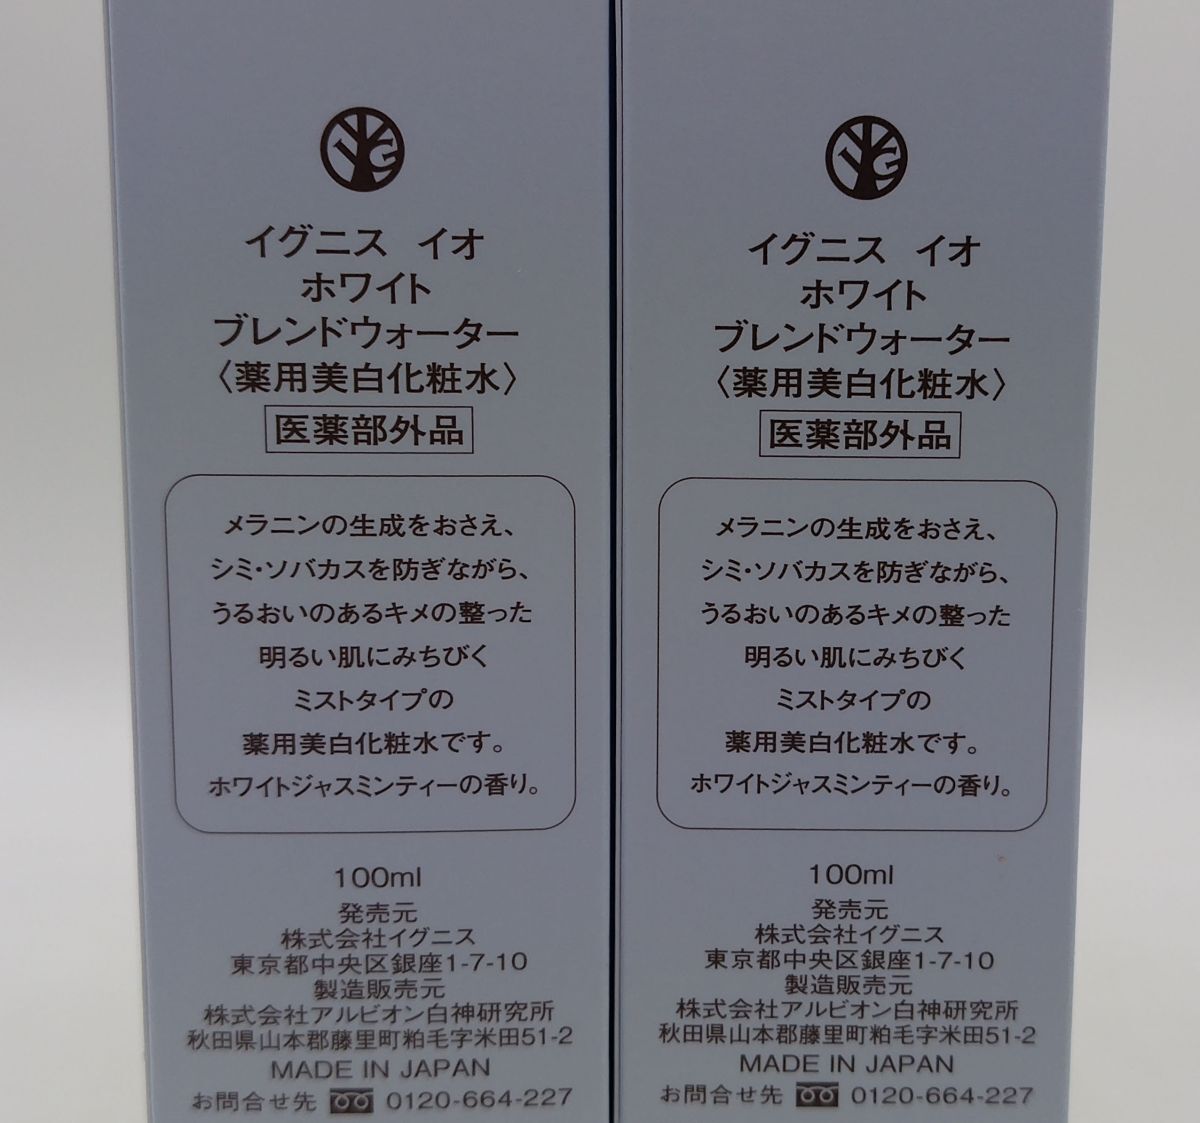 イグニス イオ
ホワイト
ブレンドウォーター
〈薬用美白化粧水〉
医薬部外品
メラニンの生成をおさえ、
シミ・ソバカスを防ぎながら、
うるおいのあるキメの整った
明るい肌にみちびく
ミストタイプの
薬用美白化粧水です。
ホワイトジャスミンティーの香り。
100ml
発売元
株式会社イグニス
東京都中央区銀座1-7-10
製造販売元
株式会社アルビオン白神研究所
秋田県山本郡藤里町粕毛字米田51-2
MADE IN JAPAN
お問合せ先 0120-664-227
イグニス イオ
ホワイト
ブレンドウォーター
〈薬用美白化粧水〉
医薬部外品
メラニンの生成をおさえ、
シミ・ソバカスを防ぎながら、
うるおいのあるキメの整った
明るい肌にみちびく
ミストタイプの
薬用美白化粧水です。
ホワイトジャスミンティーの香り。
100ml
発売元
株式会社イグニス
東京都中央区銀座1-7-10
製造販売元
株式会社アルビオン白神研究所
秋田県山本郡藤里町粕毛字米田51-2
MADE IN JAPAN
お問合せ先 0120-664-227